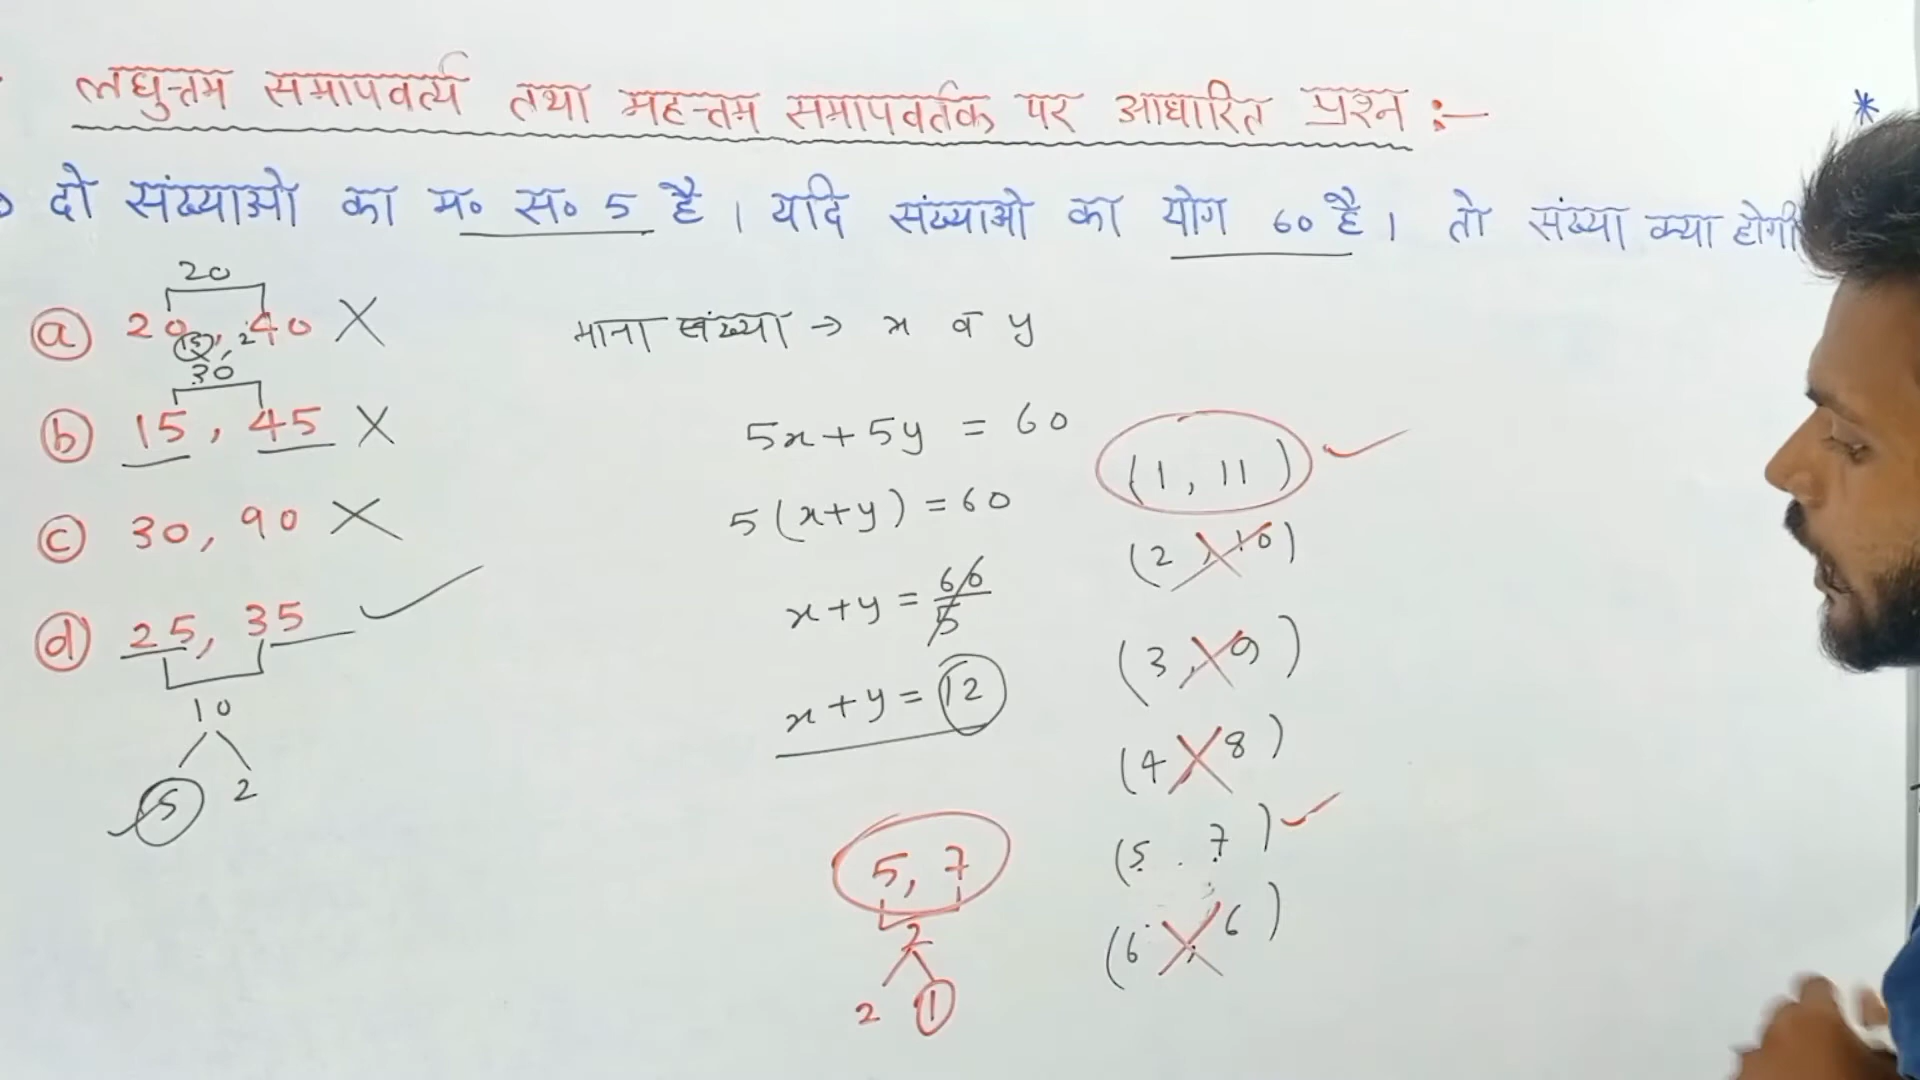 लघुत्तम समापवर्त्य तथा महत्तम समापवर्तक पर आधारित प्रश्न :-
*
दो संख्याओ का म॰ स॰ 5 है । यदि संख्याओ का योग 60 है । तो संख्या क्या होगी
20
ⓐ 20, 40 X
15, 2
30
ⓑ 15, 45 X
ⓒ 30, 90 X
ⓓ 25, 35 ✓
10
5 2
माना संख्या → x व y
5x + 5y = 60
5(x+y) = 60
x+y = 60/5
x+y = 12
5, 7
2
2 1
(1, 11) ✓
(2, 10)
(3, 9)
(4 8)
(5 . 7) ✓
(6 6)